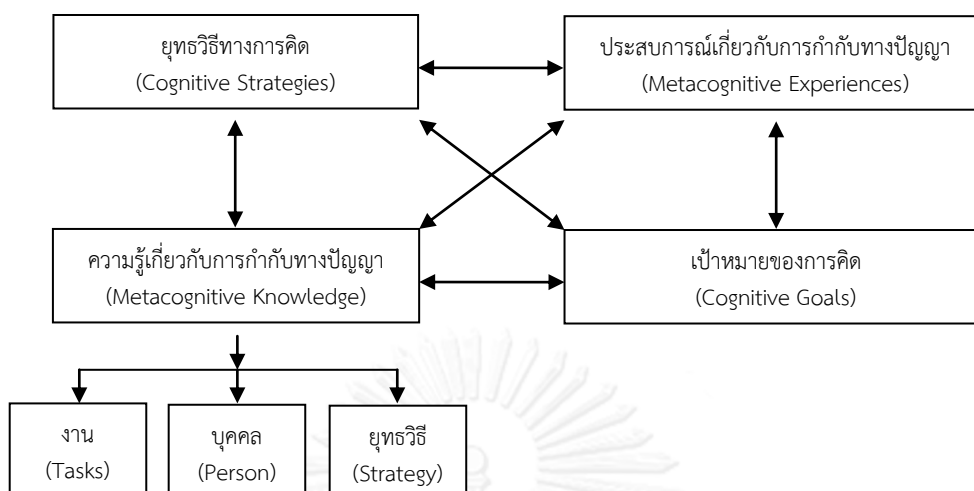 ยุทธวิธีทางการคิด
(Cognitive Strategies)
ประสบการณ์เกี่ยวกับการกำกับทางปัญญา
(Metacognitive Experiences)
ความรู้เกี่ยวกับการกำกับทางปัญญา
(Metacognitive Knowledge)
เป้าหมายของการคิด
(Cognitive Goals)
งาน
(Tasks)
บุคคล
(Person)
ยุทธวิธี
(Strategy)